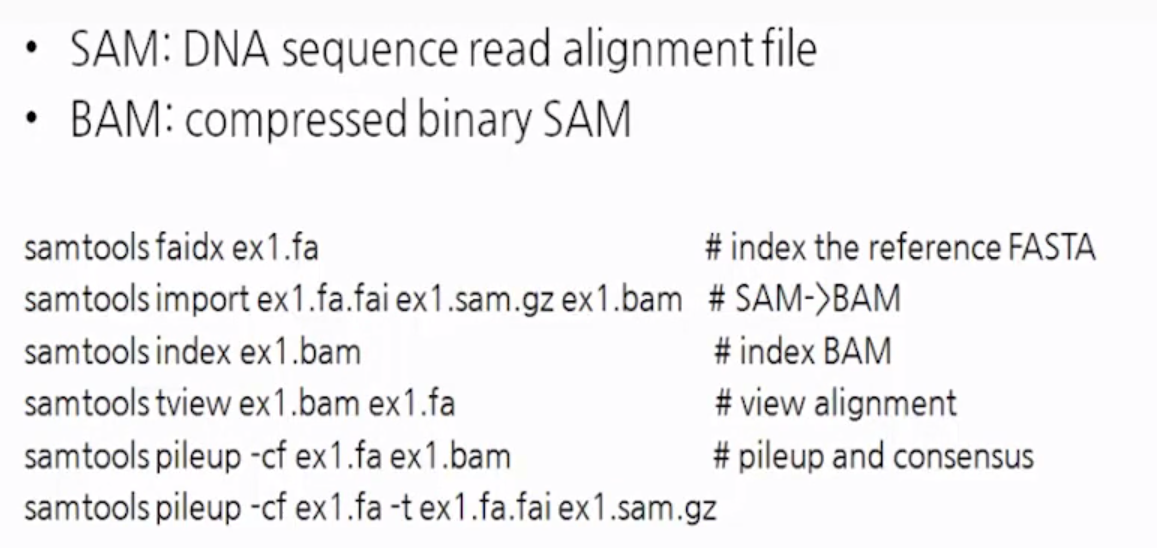 • SAM: DNA sequence read alignment file
• BAM: compressed binary SAM
samtools faidx ex1.fa # index the reference FASTA
samtools import ex1.fa.fai ex1.sam.gz ex1.bam # SAM->BAM
samtools index ex1.bam # index BAM
samtools tview ex1.bam ex1.fa # view alignment
samtools pileup -cf ex1.fa ex1.bam # pileup and consensus
samtools pileup -cf ex1.fa -t ex1.fa.fai ex1.sam.gz